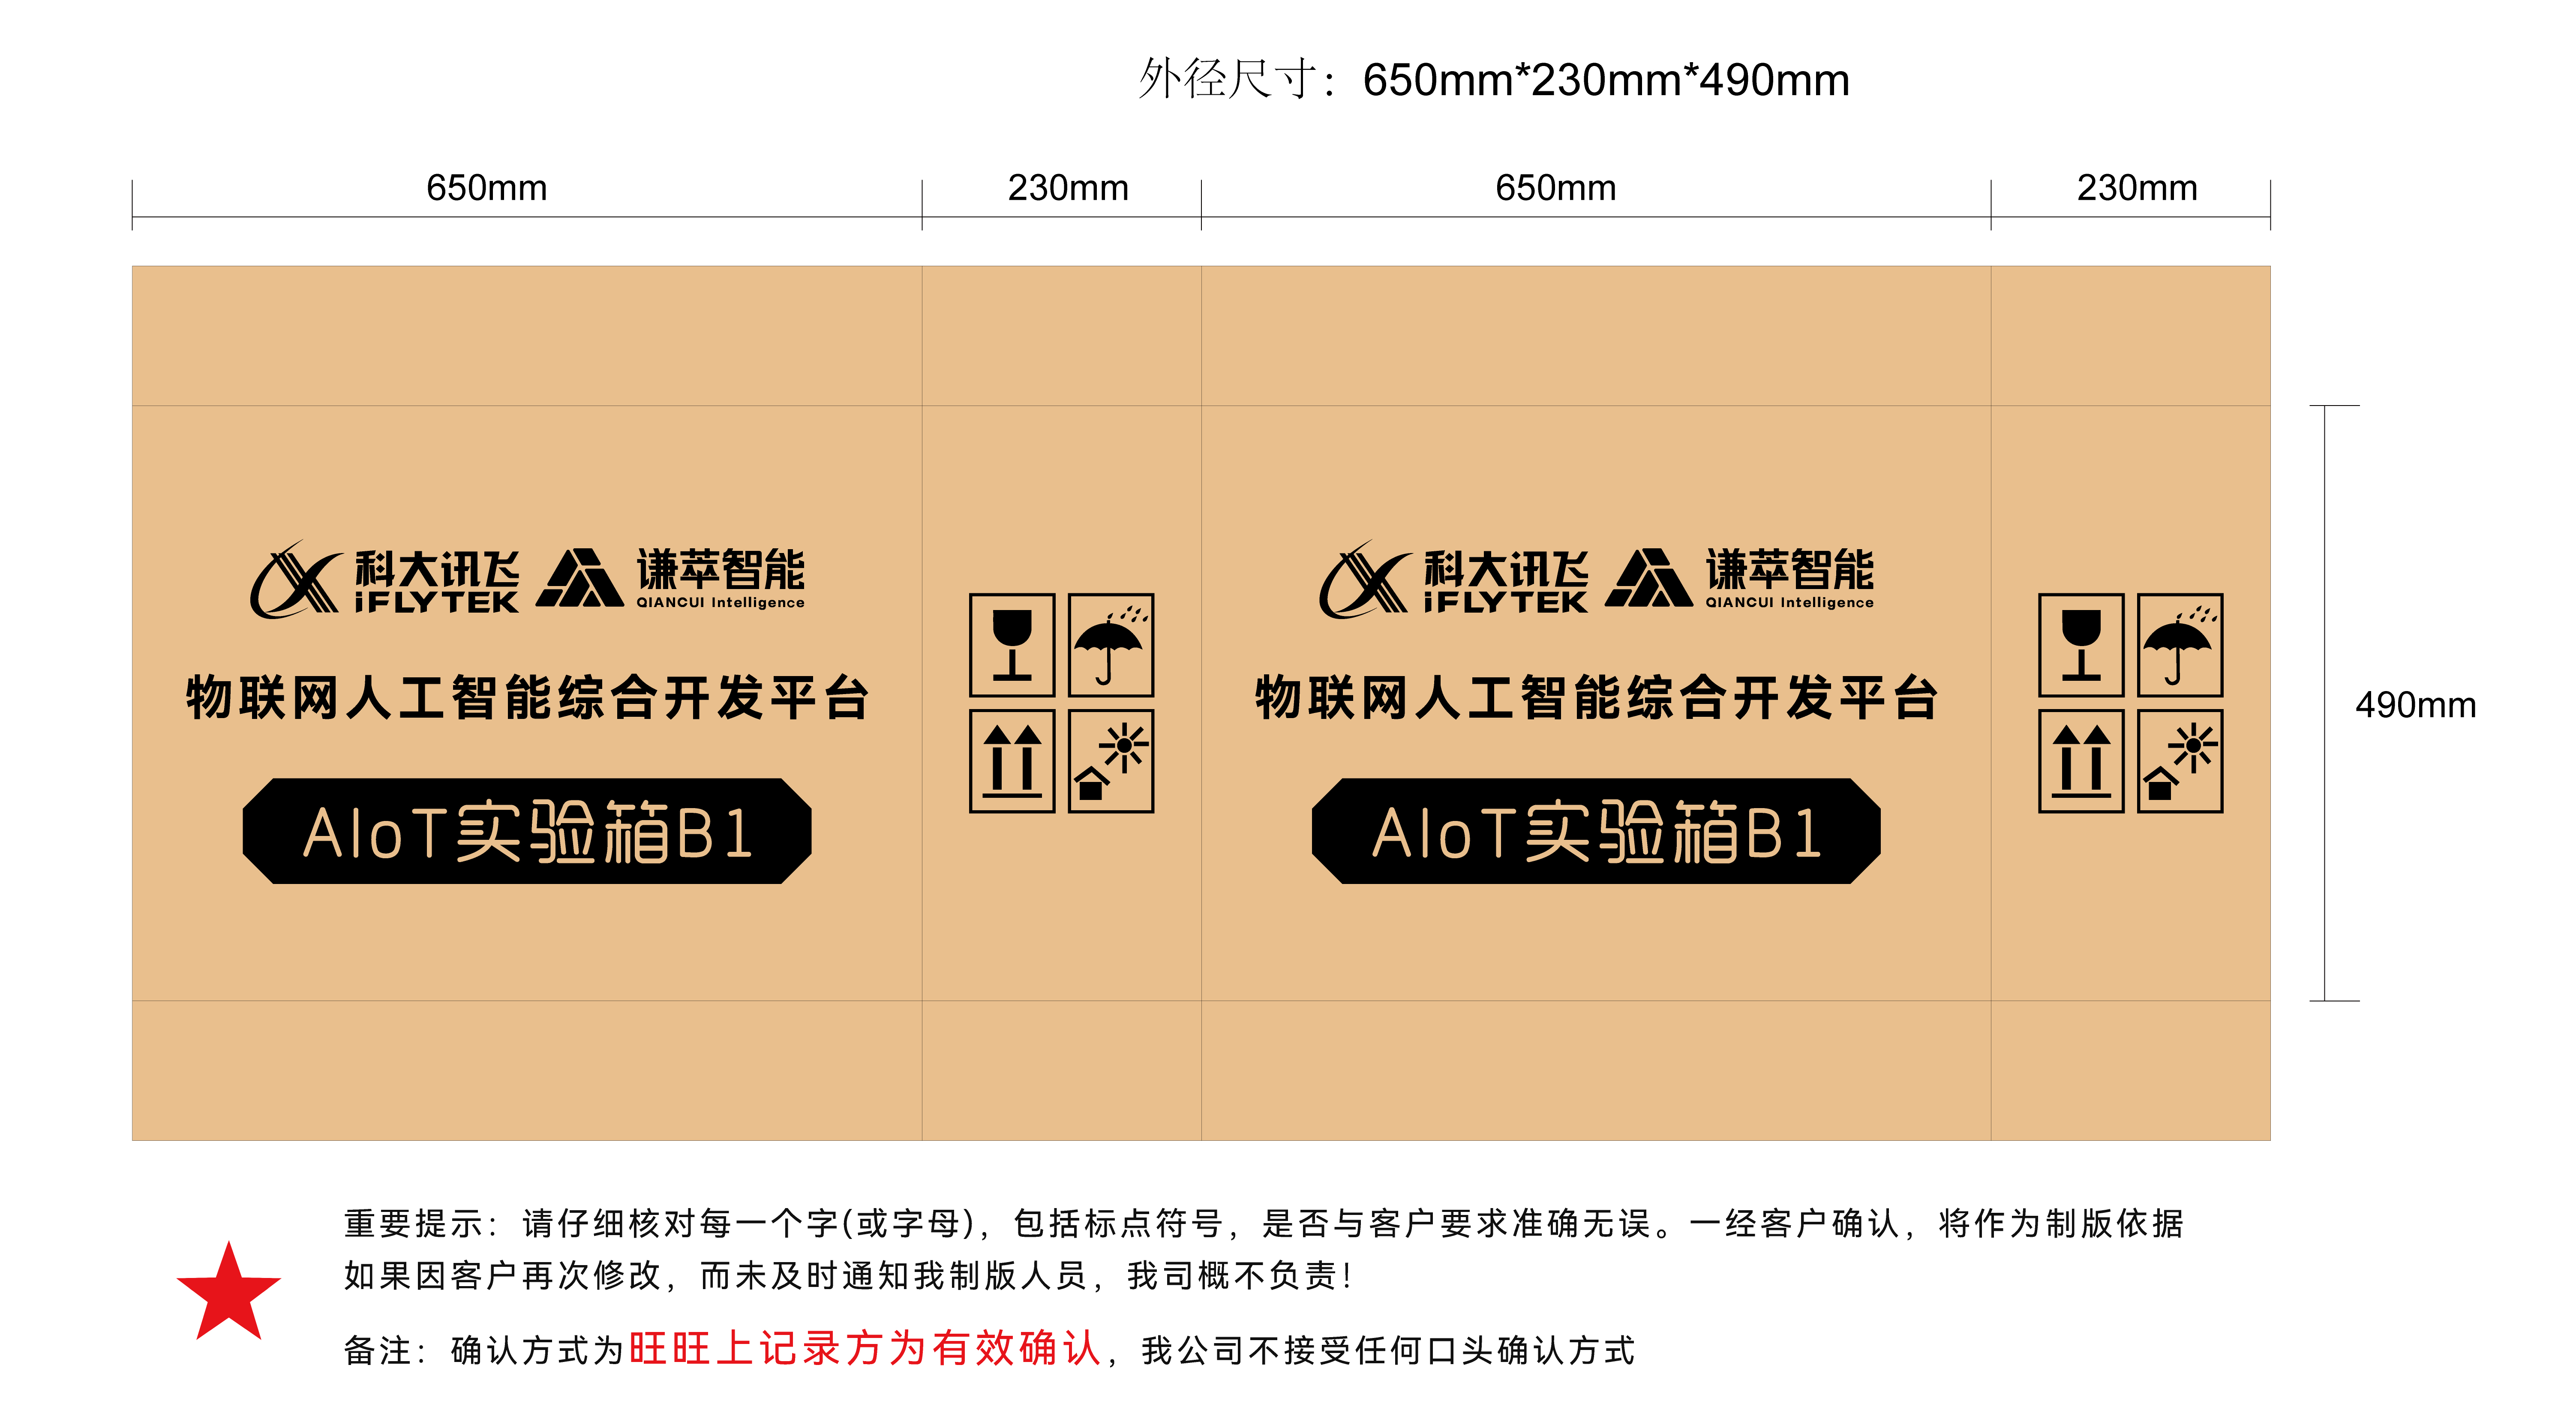 外径尺寸：650mm*230mm*490mm
650mm 230mm 650mm 230mm
科大讯飞 谦萃智能 科大讯飞 谦萃智能
iFLYTEK QIANCUI Intelligence iFLYTEK QIANCUI Intelligence
物联网人工智能综合开发平台 物联网人工智能综合开发平台
490mm
AIoT实验箱B1 AIoT实验箱B1
重要提示：请仔细核对每一个字(或字母)，包括标点符号，是否与客户要求准确无误。一经客户确认，将作为制版依据
如果因客户再次修改，而未及时通知我制版人员，我司概不负责！
备注：确认方式为旺旺上记录方为有效确认，我公司不接受任何口头确认方式